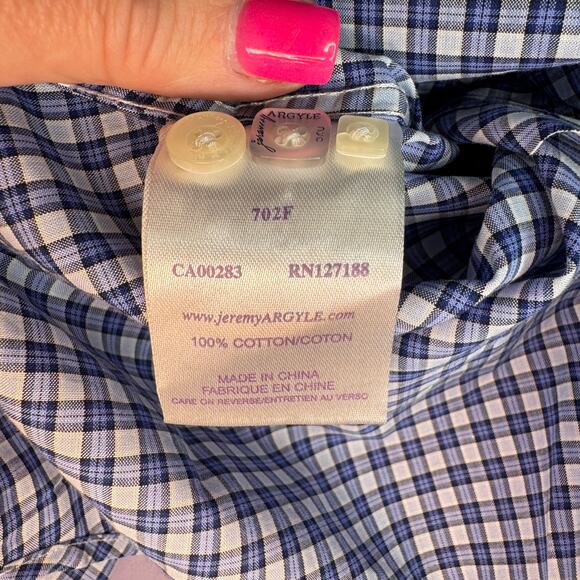 jeremy ARGYLE nyc
702F
CA00283 RN127188
www.jeremyARGYLE.com
100% COTTON/COTON
MADE IN CHINA
FABRIQUE EN CHINE
CARE ON REVERSE/ENTRETIEN AU VERSO